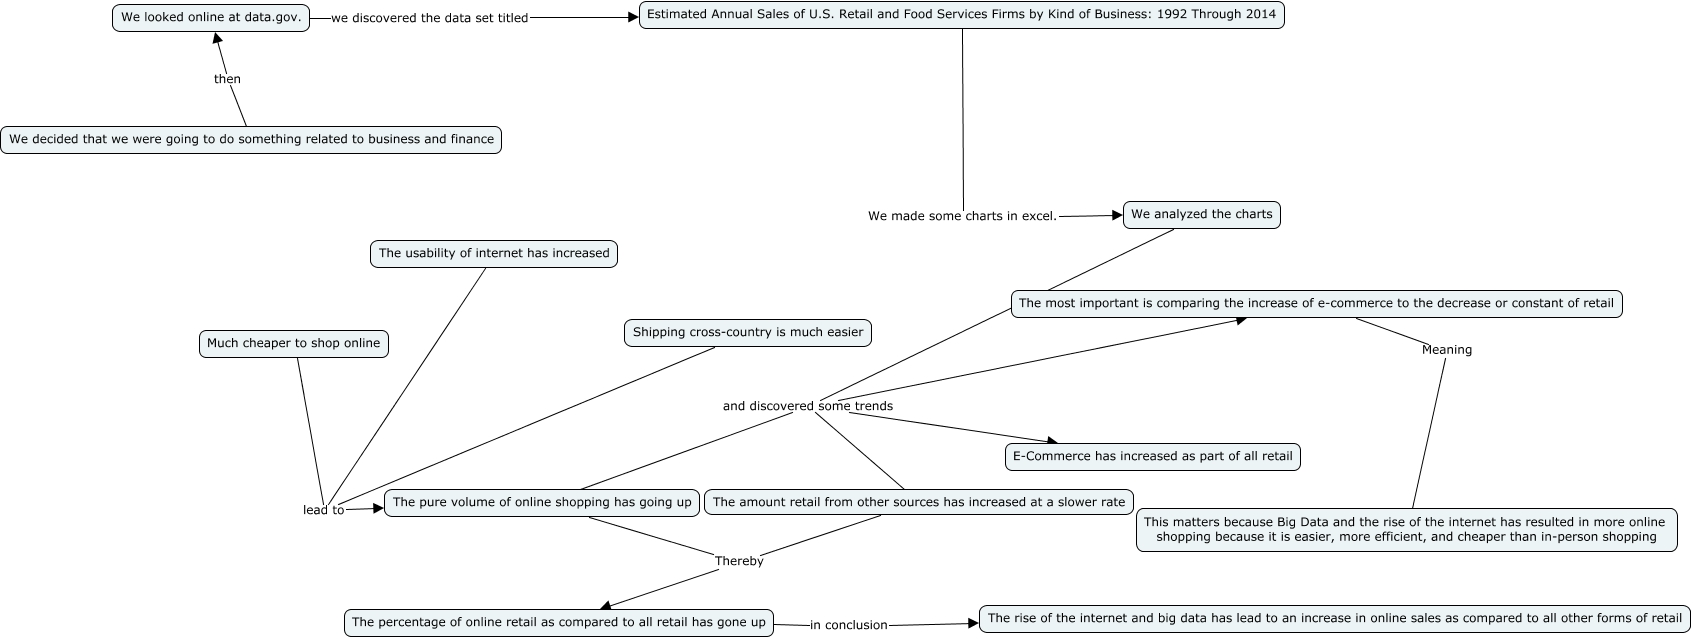 We looked online at data.gov.
we discovered the data set titled
Estimated Annual Sales of U.S. Retail and Food Services Firms by Kind of Business: 1992 Through 2014
then
We decided that we were going to do something related to business and finance
We made some charts in excel.
We analyzed the charts
The usability of internet has increased
The most important is comparing the increase of e-commerce to the decrease or constant of retail
Much cheaper to shop online
Shipping cross-country is much easier
Meaning
and discovered some trends
E-Commerce has increased as part of all retail
lead to
The pure volume of online shopping has going up
The amount retail from other sources has increased at a slower rate
This matters because Big Data and the rise of the internet has resulted in more online
shopping because it is easier, more efficient, and cheaper than in-person shopping
Thereby
The percentage of online retail as compared to all retail has gone up
in conclusion
The rise of the internet and big data has lead to an increase in online sales as compared to all other forms of retail